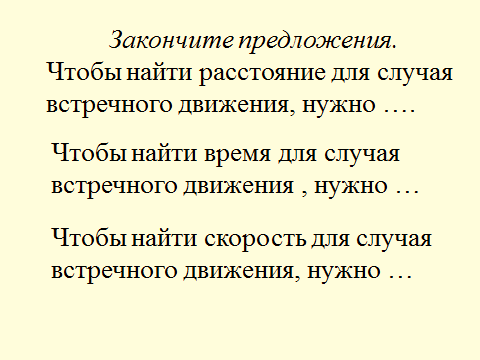 Закончите предложения.
Чтобы найти расстояние для случая
встречного движения, нужно ….
Чтобы найти время для случая
встречного движения , нужно …
Чтобы найти скорость для случая
встречного движения, нужно …